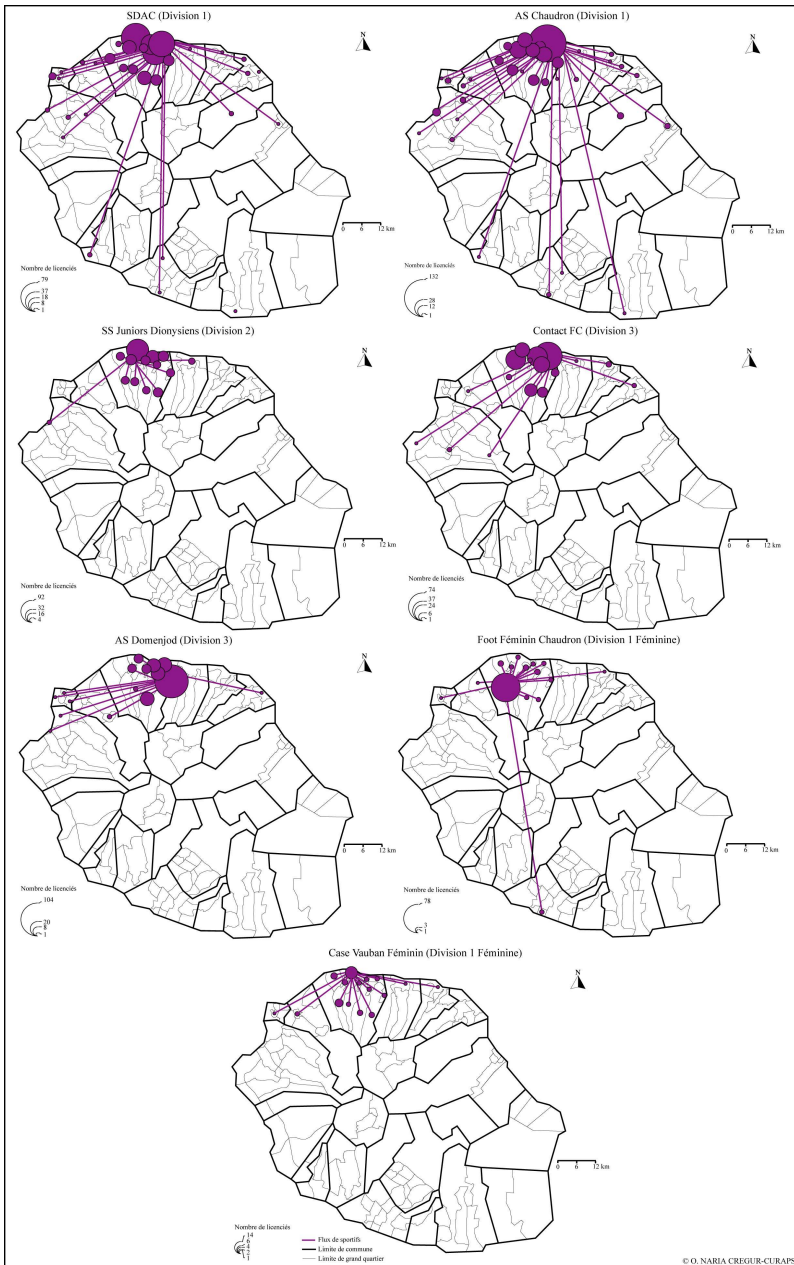 SDAC (Division 1)
N
0 12 km
Nombre de licenciés
79
37
18
8
1
AS Chaudron (Division 1)
N
0 12 km
Nombre de licenciés
132
28
12
1
SS Juniors Dionysiens (Division 2)
N
0 12 km
Nombre de licenciés
92
32
16
4
Contact FC (Division 3)
N
0 12 km
Nombre de licenciés
74
37
24
6
1
AS Domenjod (Division 3)
N
0 12 km
Nombre de licenciés
104
20
8
1
Foot Féminin Chaudron (Division 1 Féminine)
N
0 12 km
Nombre de licenciés
78
3
1
Case Vauban Féminin (Division 1 Féminine)
N
0 12 km
Nombre de licenciés
14
6
4
2
1
Flux de sportifs
Limite de commune
Limite de grand quartier
© O. NARIA CREGUR-CURAPS